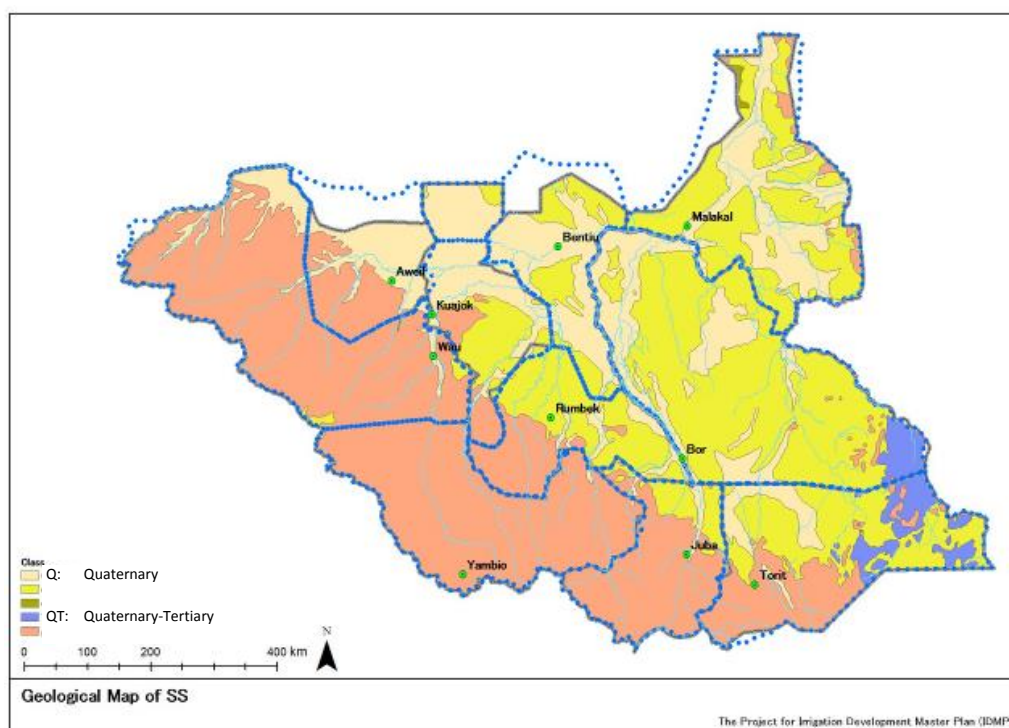 Malakal
Bentiu
Aweil
Kuajok
Wau
Rumbek
Bor
Juba
Yambio
Torit
Class
Q: Quaternary
QT: Quaternary-Tertiary
0 100 200 400 km
N
Geological Map of SS
The Project for Irrigation Development Master Plan (IDMP